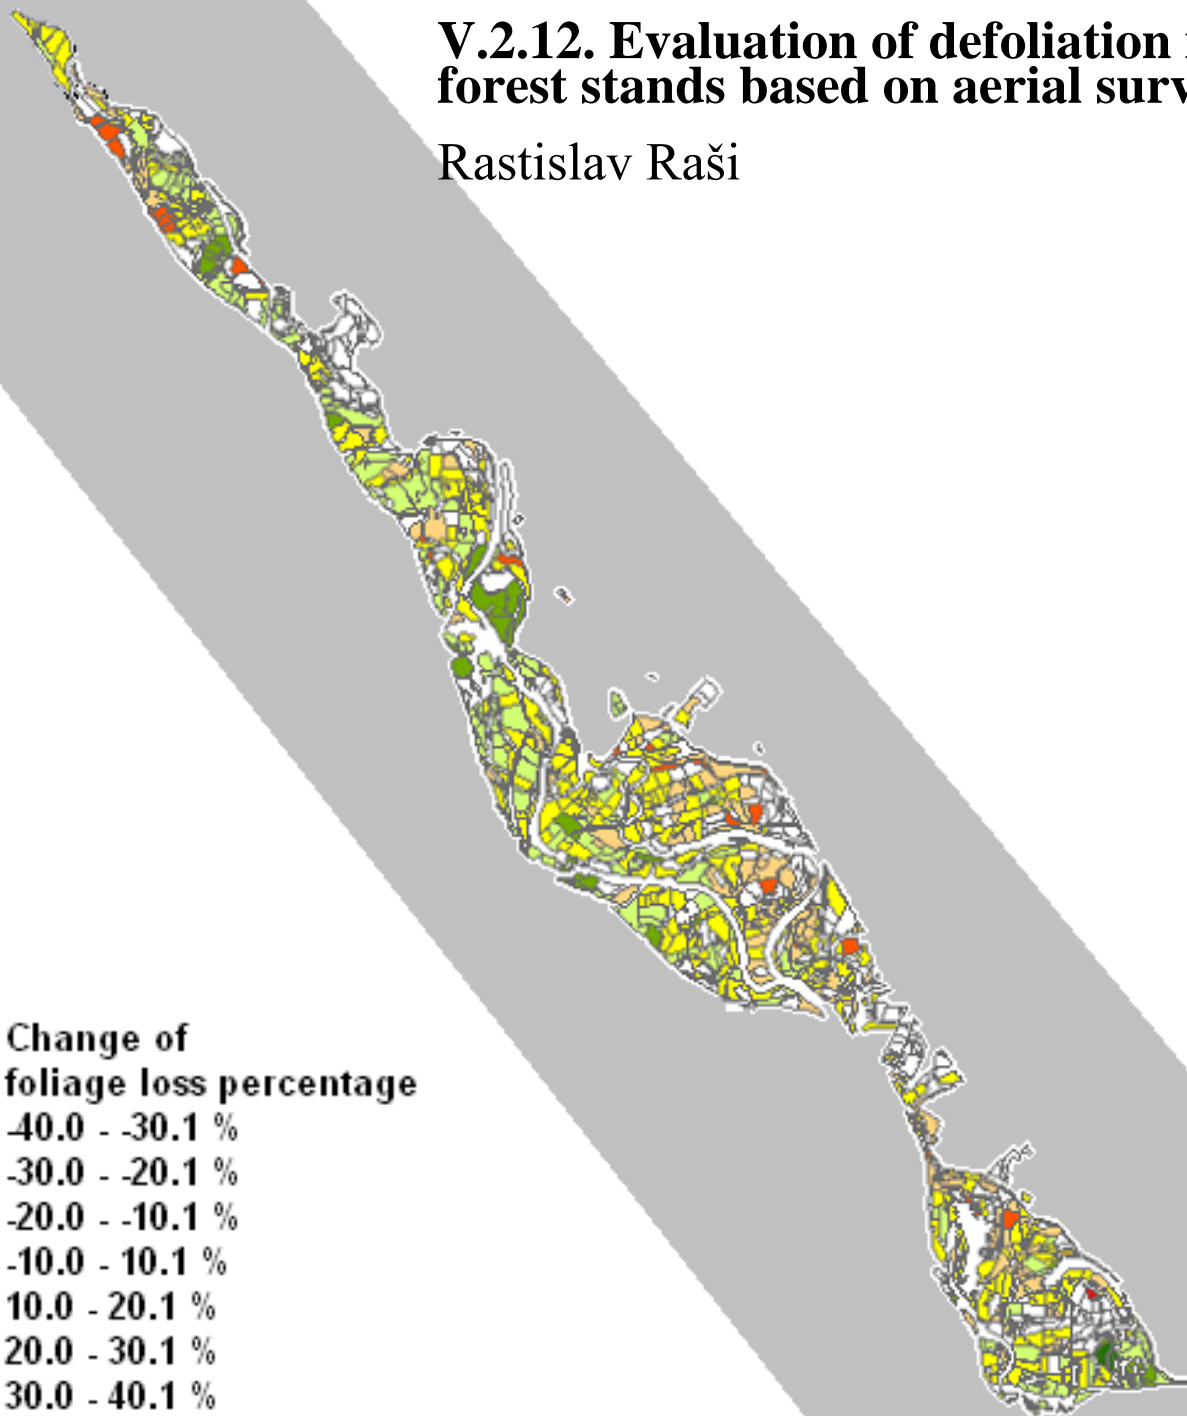 V.2.12. Evaluation of defoliation
forest stands based on aerial surv
Rastislav Raši
Change of
foliage loss percentage
-40.0 - -30.1 %
-30.0 - -20.1 %
-20.0 - -10.1 %
-10.0 - 10.1 %
10.0 - 20.1 %
20.0 - 30.1 %
30.0 - 40.1 %